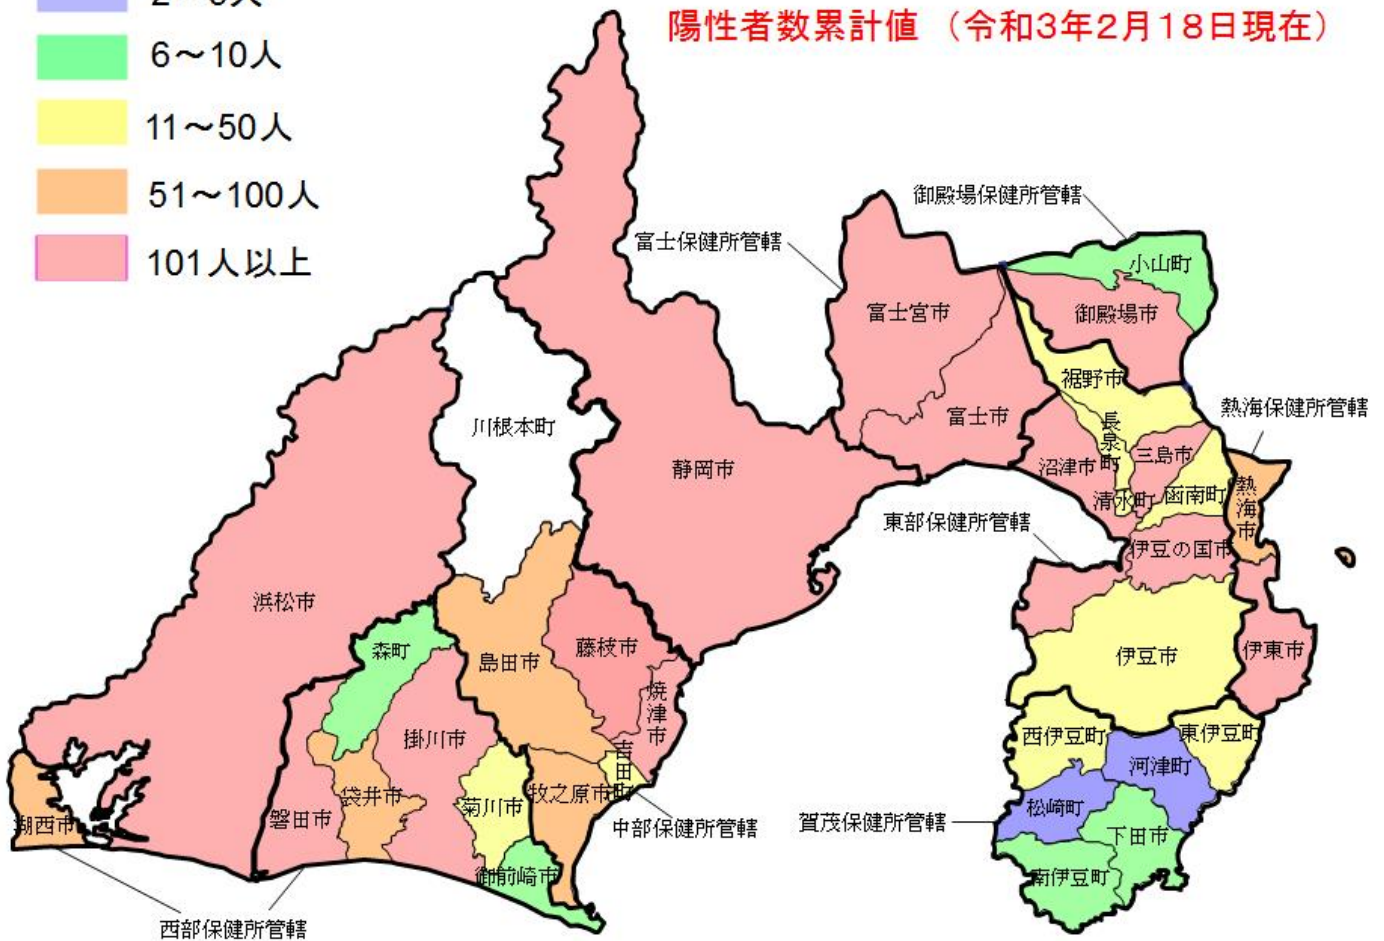 陽性者数累計値 （令和3年2月18日現在）
6～10人
11～50人
51～100人
101人以上
御殿場保健所管轄
富士保健所管轄
小山町
富士宮市
御殿場市
裾野市
熱海保健所管轄
川根本町
富士市
長泉町
三島市
静岡市
沼津市
清水町
函南町
熱海市
東部保健所管轄
伊豆の国市
浜松市
森町
藤枝市
島田市
伊豆市
伊東市
焼津市
掛川市
西伊豆町
東伊豆町
吉田町
河津町
袋井市
菊川市
牧之原市
松崎町
磐田市
湖西市
中部保健所管轄
賀茂保健所管轄
下田市
御前崎市
南伊豆町
西部保健所管轄